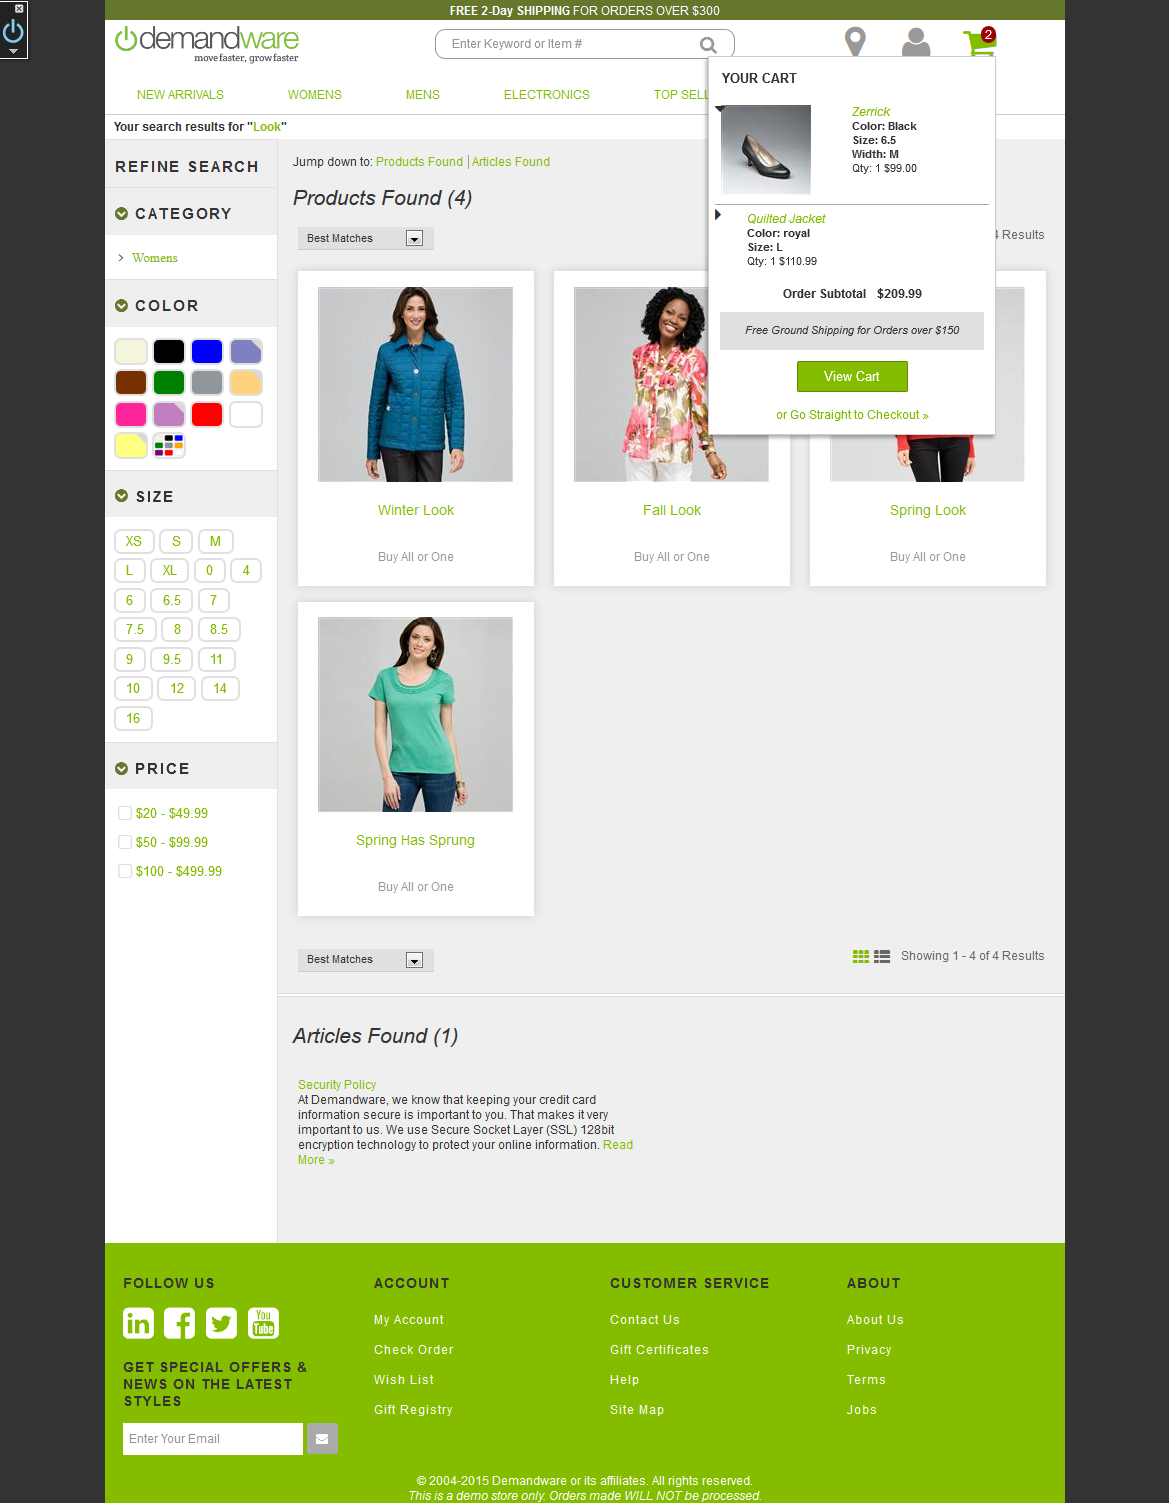 FREE 2-Day SHIPPING FOR ORDERS OVER $300
demandware
move faster, grow faster
Enter Keyword or Item #
2
NEW ARRIVALS
WOMENS
MENS
ELECTRONICS
TOP SELL
YOUR CART
Zerrick
Color: Black
Size: 6.5
Width: M
Qty: 1 $99.00
Quilted Jacket
Color: royal
Size: L
Qty: 1 $110.99
Order Subtotal $209.99
Free Ground Shipping for Orders over $150
View Cart
or Go Straight to Checkout »
Your search results for "Look"
REFINE SEARCH
CATEGORY
Womens
COLOR
SIZE
XS S M
L XL 0 4
6 6.5 7
7.5 8 8.5
9 9.5 11
10 12 14
16
PRICE
$20 - $49.99
$50 - $99.99
$100 - $499.99
Jump down to: Products Found | Articles Found
Products Found (4)
Best Matches
4 Results
Winter Look
Buy All or One
Fall Look
Buy All or One
Spring Look
Buy All or One
Spring Has Sprung
Buy All or One
Best Matches
Showing 1 - 4 of 4 Results
Articles Found (1)
Security Policy
At Demandware, we know that keeping your credit card
information secure is important to you. That makes it very
important to us. We use Secure Socket Layer (SSL) 128bit
encryption technology to protect your online information. Read
More »
FOLLOW US
in f You Tube
GET SPECIAL OFFERS &
NEWS ON THE LATEST
STYLES
Enter Your Email
ACCOUNT
My Account
Check Order
Wish List
Gift Registry
CUSTOMER SERVICE
Contact Us
Gift Certificates
Help
Site Map
ABOUT
About Us
Privacy
Terms
Jobs
© 2004-2015 Demandware or its affiliates. All rights reserved.
This is a demo store only. Orders made WILL NOT be processed.